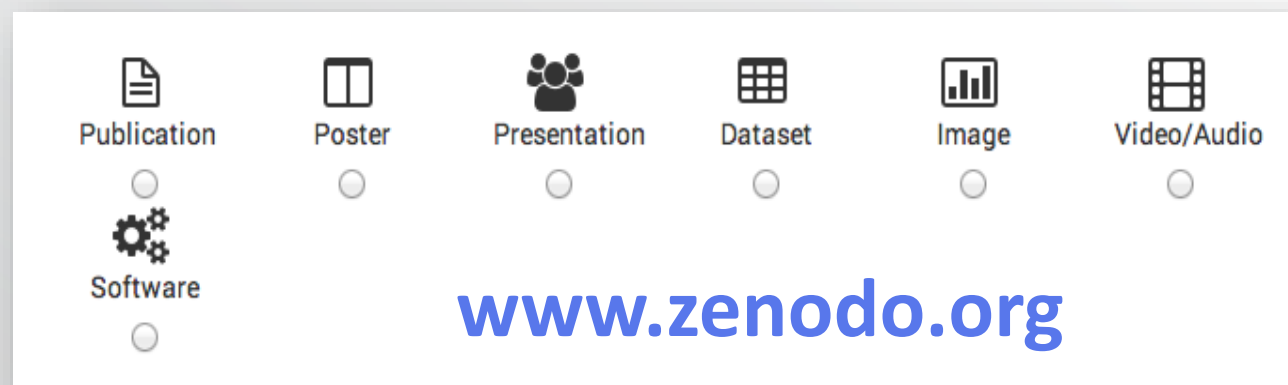 Publication Poster Presentation Dataset Image Video/Audio
Software
www.zenodo.org